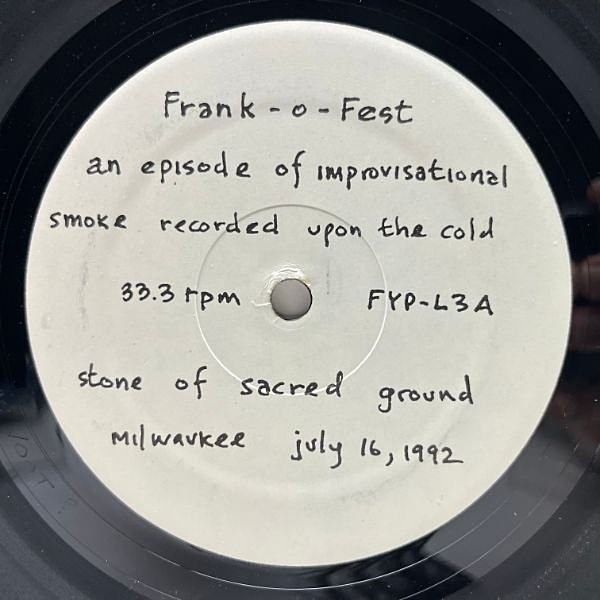 Frank-o-Fest
an episode of improvisational
smoke recorded upon the cold
33.3 rpm FYP-L3A
stone of sacred ground
Milwaukee july 16, 1992